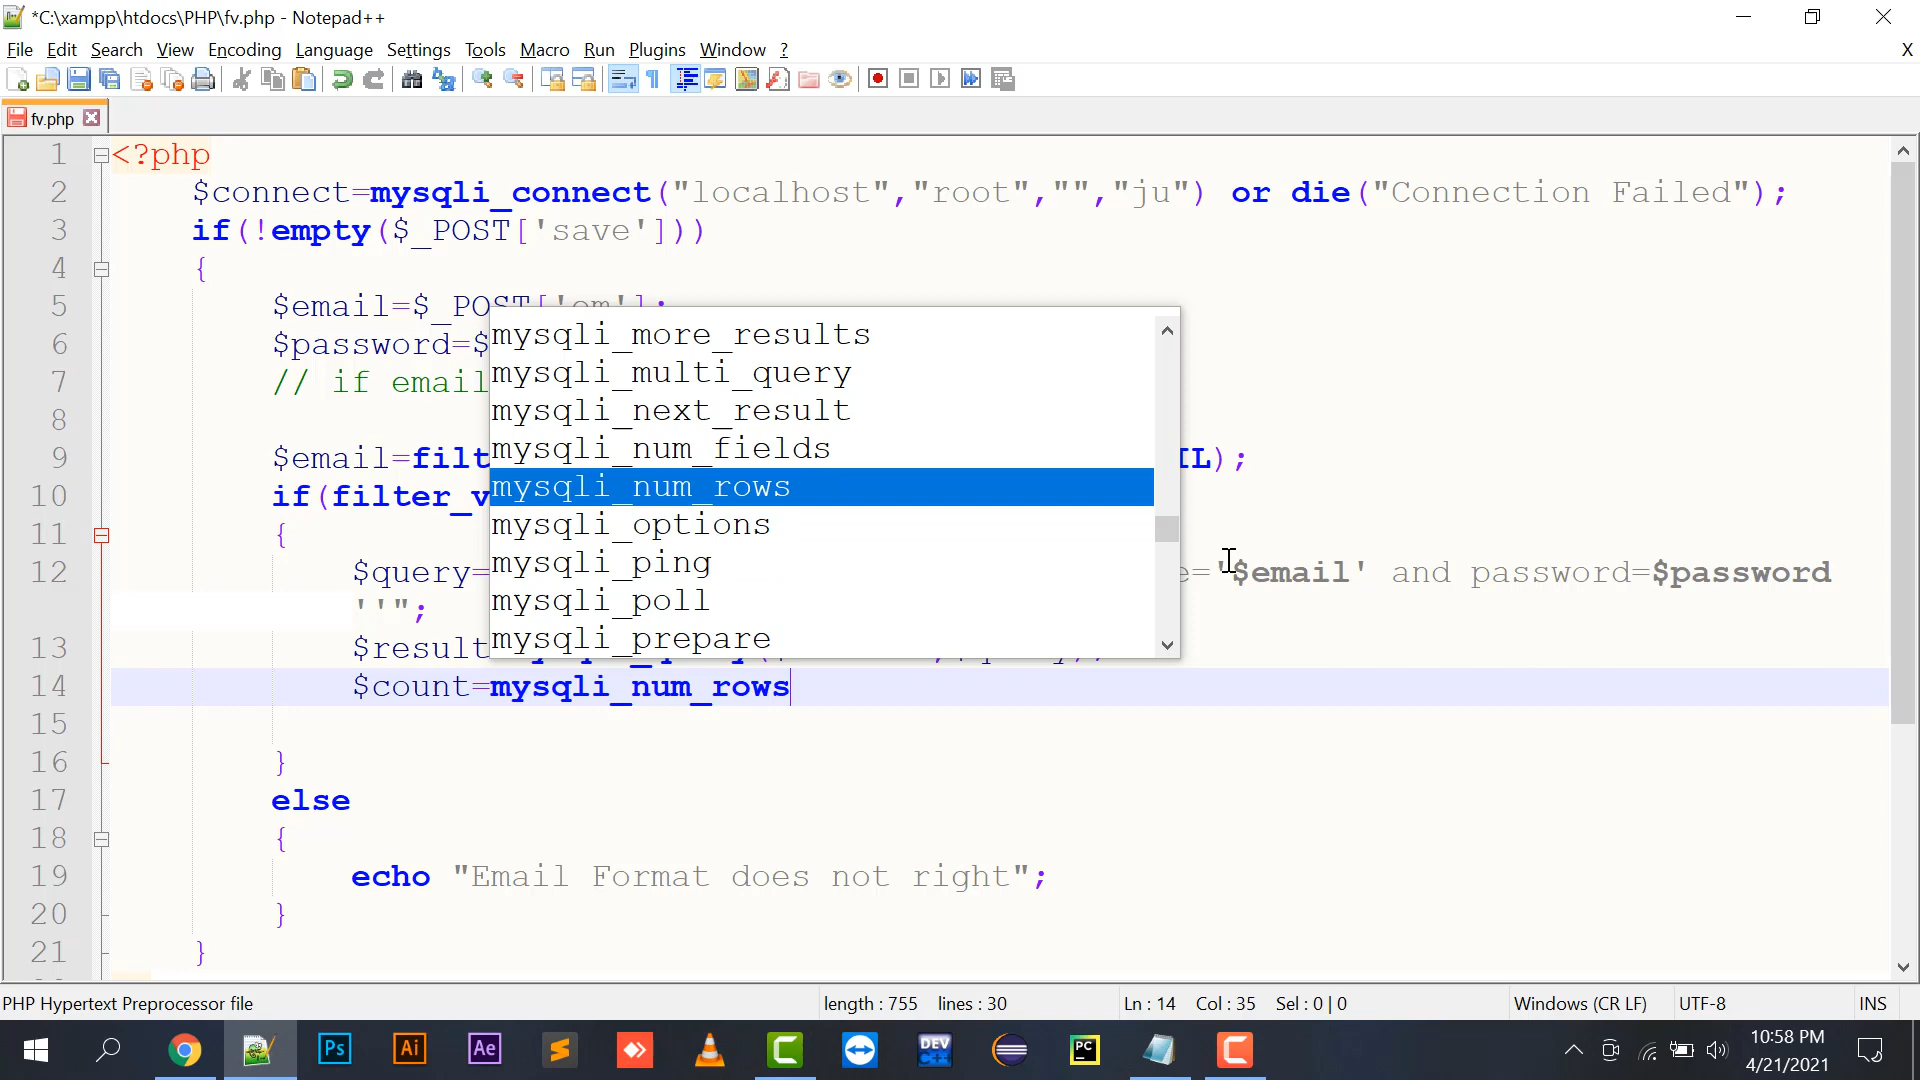 *C:\xampp\htdocs\PHP\fv.php - Notepad++
File Edit Search View Encoding Language Settings Tools Macro Run Plugins Window ?
X
fv.php
1 <?php
2 $connect=mysqli_connect("localhost","root","","ju") or die("Connection Failed");
3 if(!empty($_POST['save']))
4 {
5 $email=$_POST['em'];
6 $password=$
7 // if email
8
9 $email=filt IL);
10 if(filter_v
11 {
12 $query= e='$email' and password=$password
''";
13 $result
14 $count=mysqli_num_rows
15
16 }
17 else
18 {
19 echo "Email Format does not right";
20 }
21 }
mysqli_more_results
mysqli_multi_query
mysqli_next_result
mysqli_num_fields
mysqli_num_rows
mysqli_options
mysqli_ping
mysqli_poll
mysqli_prepare
PHP Hypertext Preprocessor file length : 755 lines : 30 Ln : 14 Col : 35 Sel : 0 | 0 Windows (CR LF) UTF-8 INS
Ps Ai Ae DEV C++ PC
10:58 PM
4/21/2021